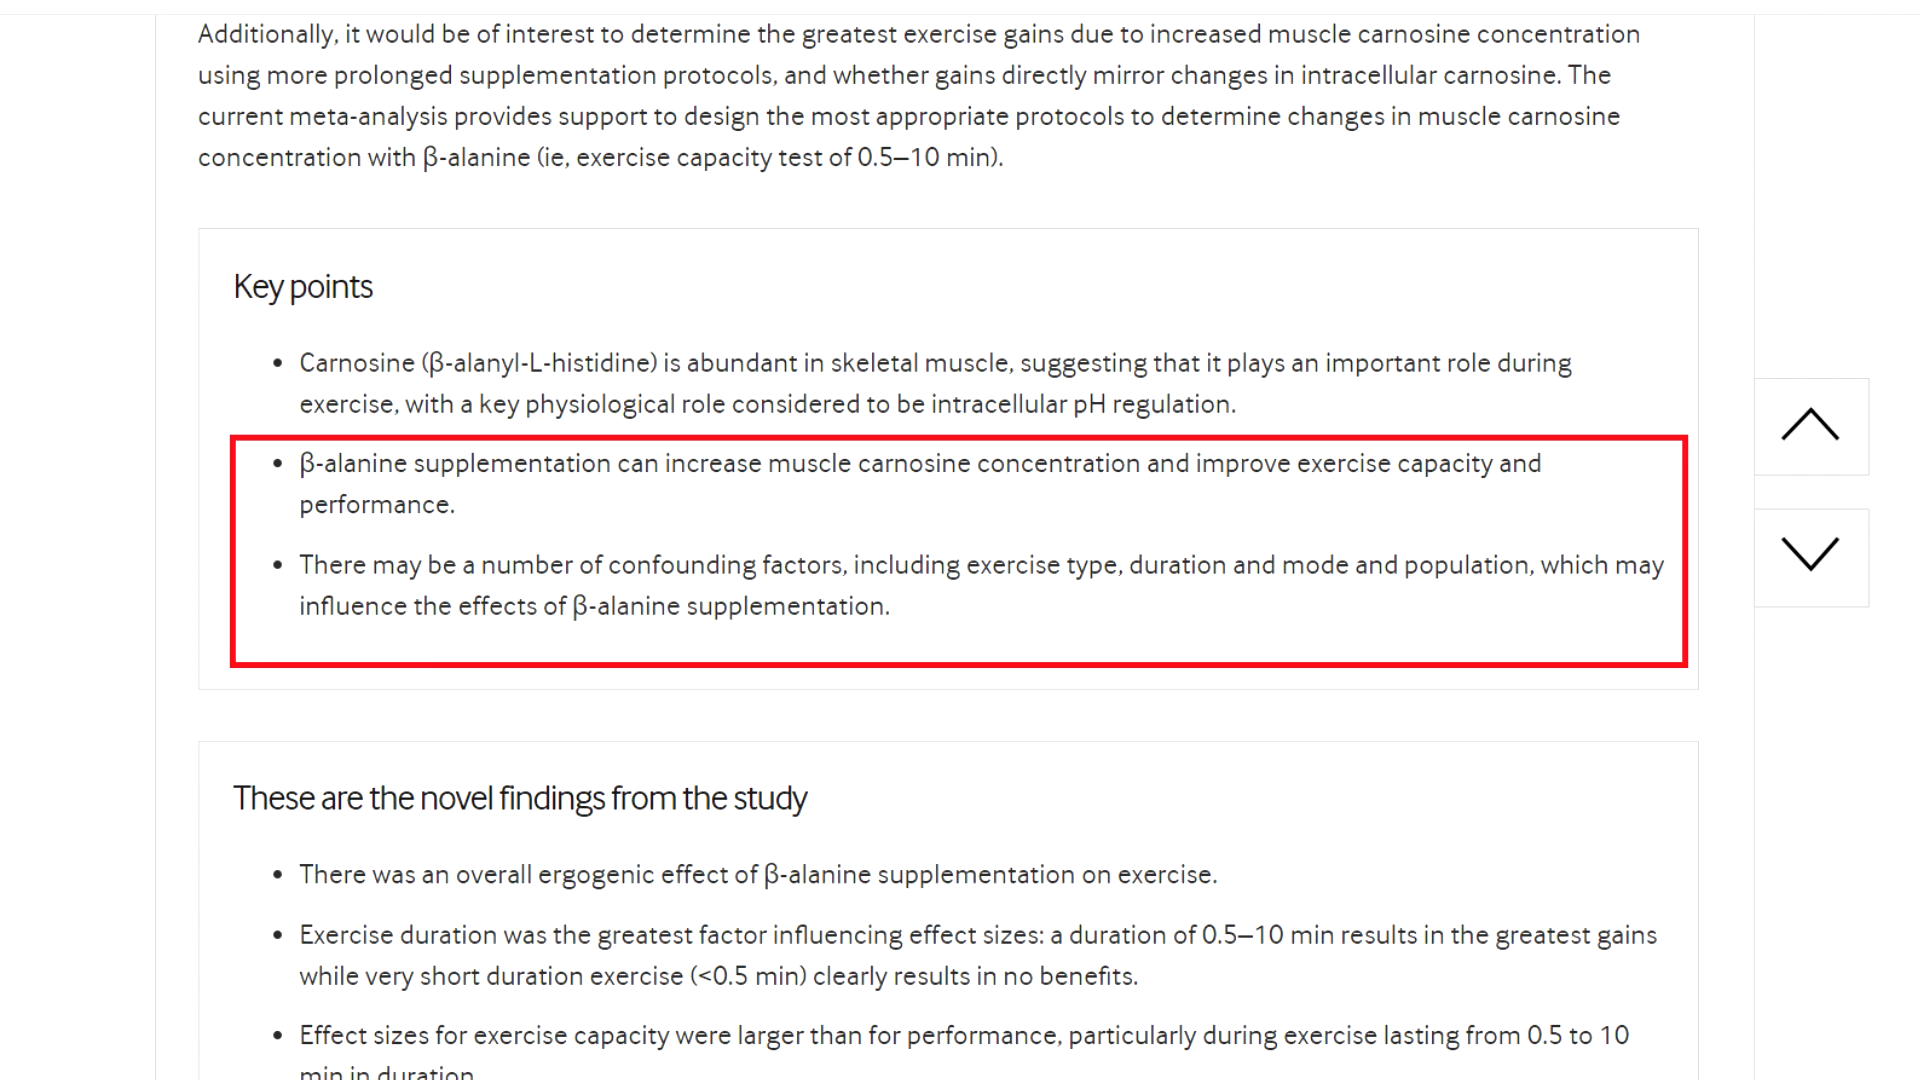 Additionally, it would be of interest to determine the greatest exercise gains due to increased muscle carnosine concentration
using more prolonged supplementation protocols, and whether gains directly mirror changes in intracellular carnosine. The
current meta-analysis provides support to design the most appropriate protocols to determine changes in muscle carnosine
concentration with β-alanine (ie, exercise capacity test of 0.5–10 min).
Key points
• Carnosine (β-alanyl-L-histidine) is abundant in skeletal muscle, suggesting that it plays an important role during
exercise, with a key physiological role considered to be intracellular pH regulation.
• β-alanine supplementation can increase muscle carnosine concentration and improve exercise capacity and
performance.
• There may be a number of confounding factors, including exercise type, duration and mode and population, which may
influence the effects of β-alanine supplementation.
These are the novel findings from the study
• There was an overall ergogenic effect of β-alanine supplementation on exercise.
• Exercise duration was the greatest factor influencing effect sizes: a duration of 0.5–10 min results in the greatest gains
while very short duration exercise (<0.5 min) clearly results in no benefits.
• Effect sizes for exercise capacity were larger than for performance, particularly during exercise lasting from 0.5 to 10
min in duration